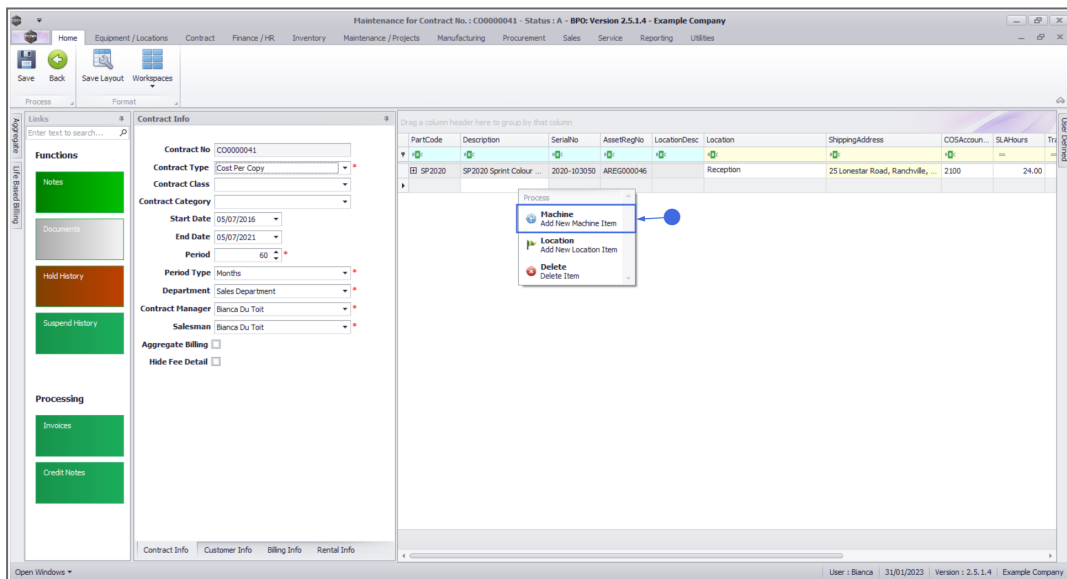 Maintenance for Contract No. : CO0000041 - Status : A - BPO: Version 2.5.1.4 - Example Company
Home Equipment / Locations Contract Finance / HR Inventory Maintenance / Projects Manufacturing Procurement Sales Service Reporting Utilities
Save Back Save Layout Workspaces
Process Format
Aggregate
Life Based Billing
Links
Enter text to search...
Functions
Notes
Documents
Hold History
Suspend History
Processing
Invoices
Credit Notes
Contract Info
Contract No CO0000041
Contract Type Cost Per Copy *
Contract Class
Contract Category
Start Date 05/07/2016
End Date 05/07/2021
Period 60 *
Period Type Months *
Department Sales Department *
Contract Manager Bianca Du Toit *
Salesman Bianca Du Toit *
Aggregate Billing
Hide Fee Detail
Contract Info Customer Info Billing Info Rental Info
Drag a column header here to group by that column
PartCode Description SerialNo AssetRegNo LocationDesc Location ShippingAddress COSAccoun... SLAHours Tra
SP2020 SP2020 Sprint Colour ... 2020-103050 AREG000046 Reception 25 Lonestar Road, Ranchville, ... 2100 24.00
Process
Machine
Add New Machine Item
Location
Add New Location Item
Delete
Delete Item
User Defined
Open Windows
User : Bianca 31/01/2023 Version : 2.5.1.4 Example Company